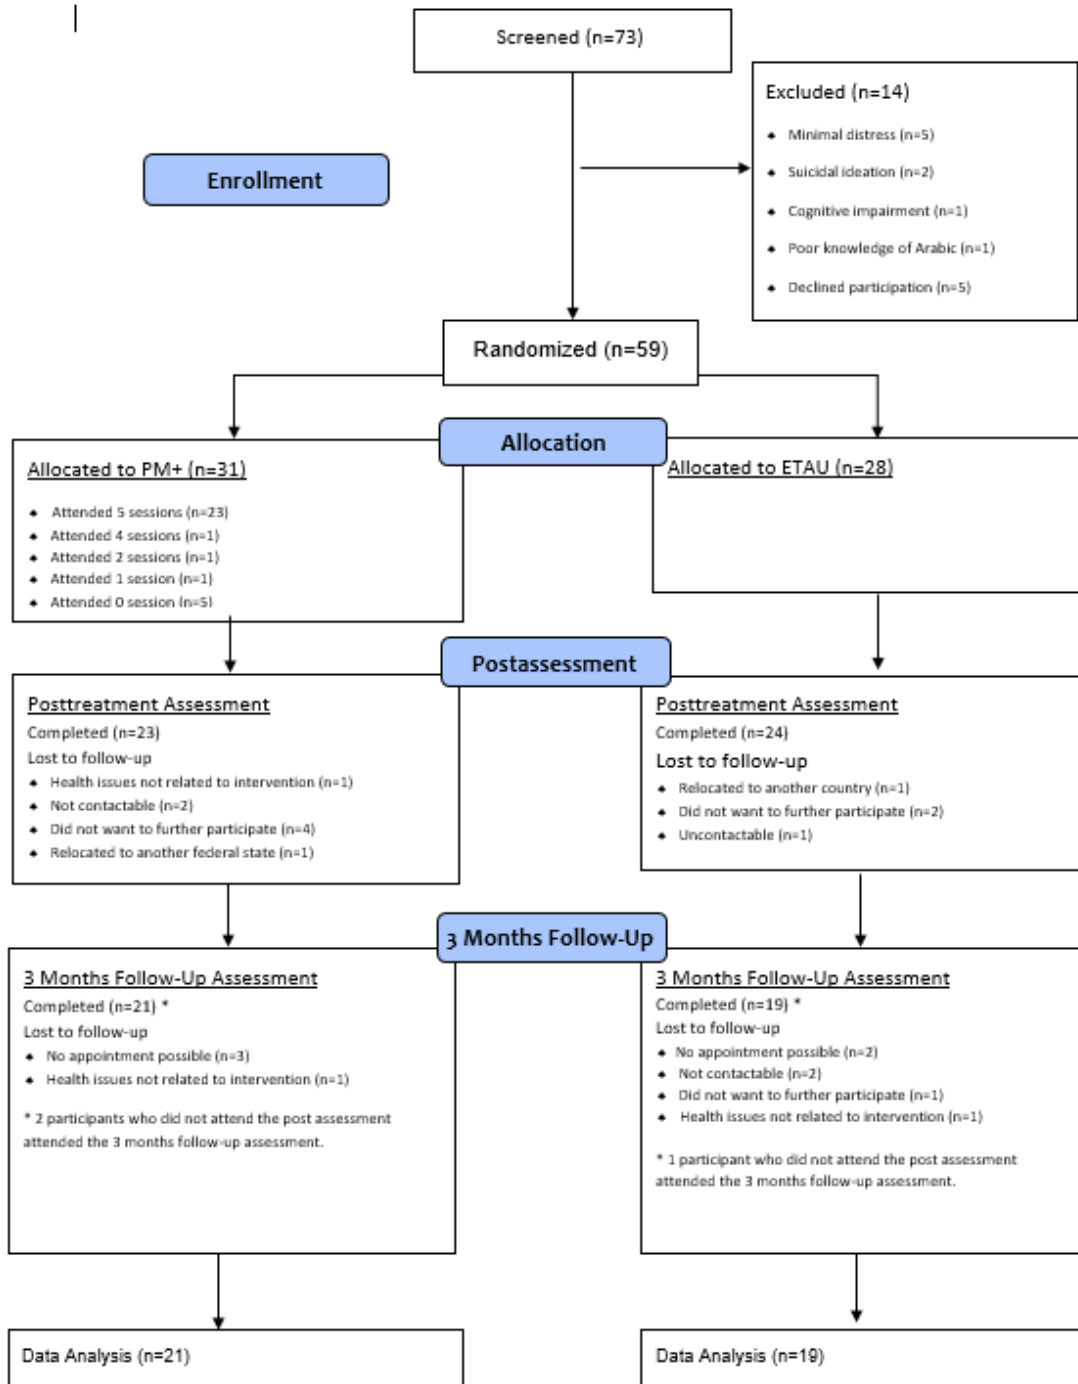 Screened (n=73)
Excluded (n=14)
♠ Minimal distress (n=5)
♠ Suicidal ideation (n=2)
♠ Cognitive impairment (n=1)
♠ Poor knowledge of Arabic (n=1)
♠ Declined participation (n=5)
Enrollment
Randomized (n=59)
Allocation
Allocated to PM+ (n=31)
♠ Attended 5 sessions (n=23)
♠ Attended 4 sessions (n=1)
♠ Attended 2 sessions (n=1)
♠ Attended 1 session (n=1)
♠ Attended 0 session (n=5)
Allocated to ETAU (n=28)
Postassessment
Posttreatment Assessment
Completed (n=23)
Lost to follow-up
♠ Health issues not related to intervention (n=1)
♠ Not contactable (n=2)
♠ Did not want to further participate (n=4)
♠ Relocated to another federal state (n=1)
Posttreatment Assessment
Completed (n=24)
Lost to follow-up
♠ Relocated to another country (n=1)
♠ Did not want to further participate (n=2)
♠ Uncontactable (n=1)
3 Months Follow-Up
3 Months Follow-Up Assessment
Completed (n=21) *
Lost to follow-up
♠ No appointment possible (n=3)
♠ Health issues not related to intervention (n=1)
* 2 participants who did not attend the post assessment
attended the 3 months follow-up assessment.
3 Months Follow-Up Assessment
Completed (n=19) *
Lost to follow-up
♠ No appointment possible (n=2)
♠ Not contactable (n=2)
♠ Did not want to further participate (n=1)
♠ Health issues not related to intervention (n=1)
* 1 participant who did not attend the post assessment
attended the 3 months follow-up assessment.
Data Analysis (n=21)
Data Analysis (n=19)